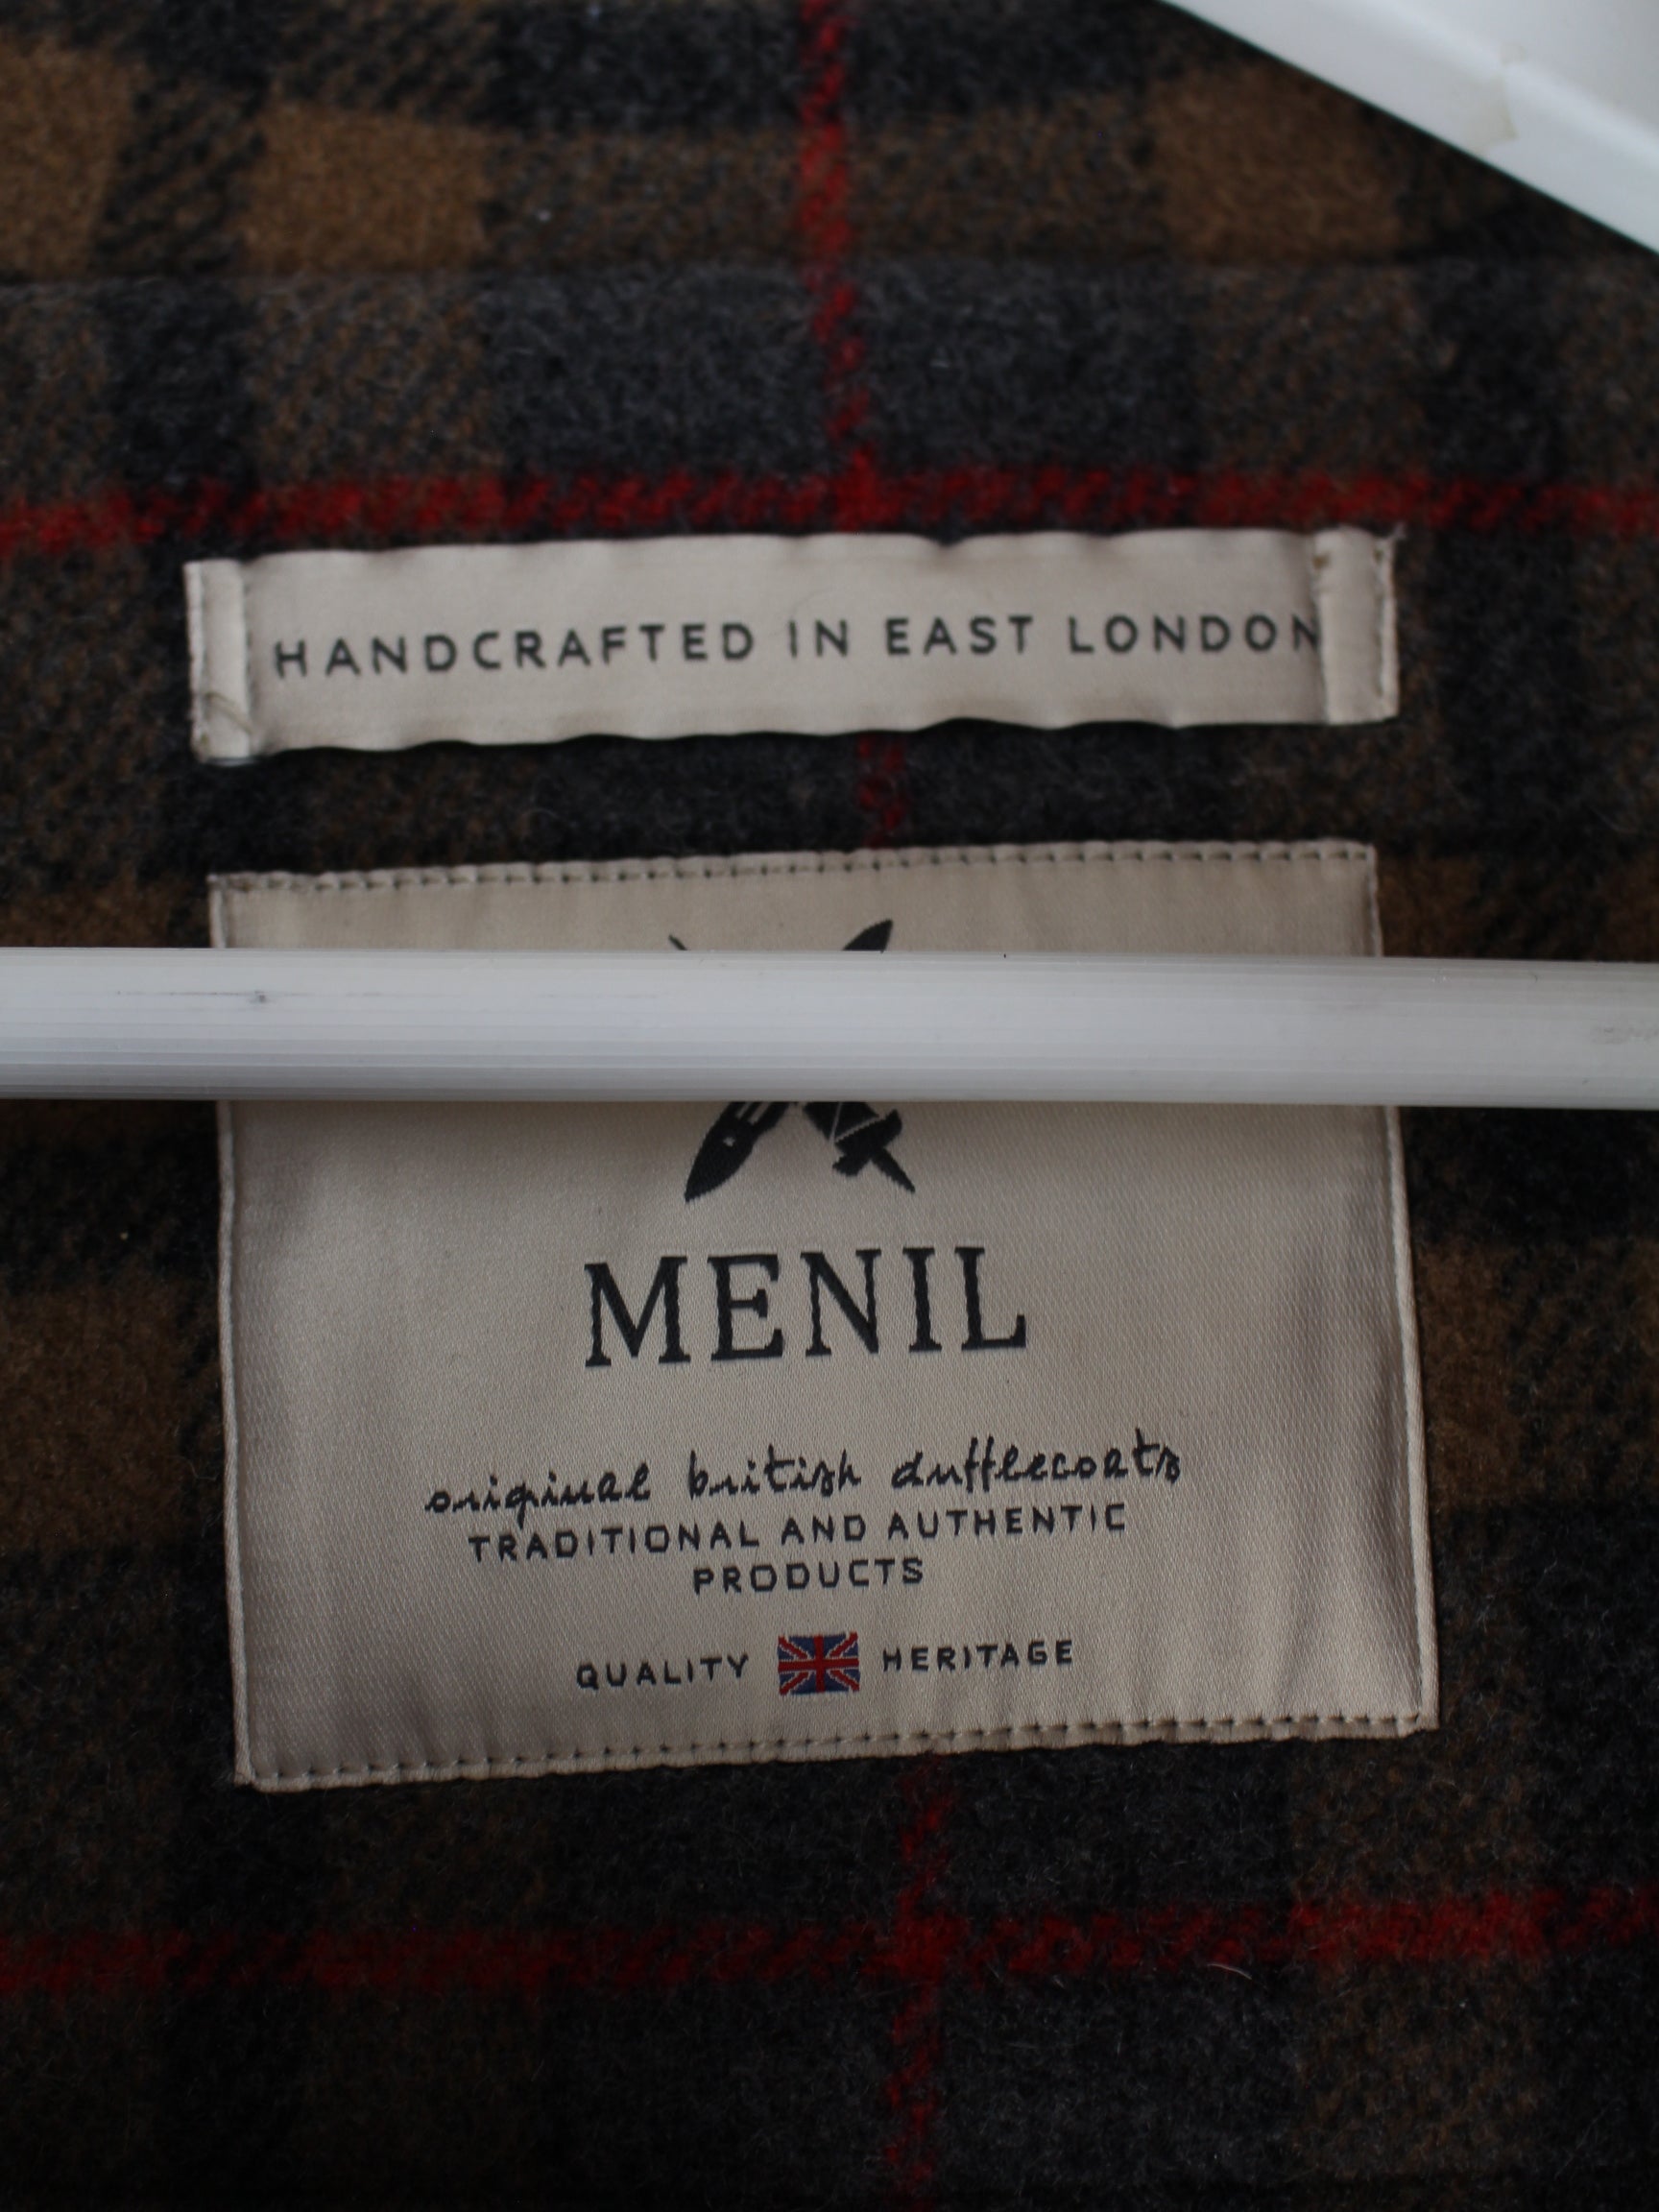 HANDCRAFTED IN EAST LONDON
MENIL
original british dufflecoats
TRADITIONAL AND AUTHENTIC
PRODUCTS
QUALITY HERITAGE